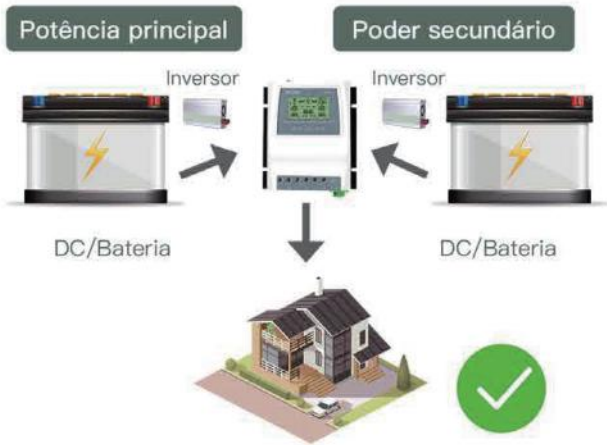 Potência principal
Poder secundário
Inversor
Inversor
DC/Bateria
DC/Bateria